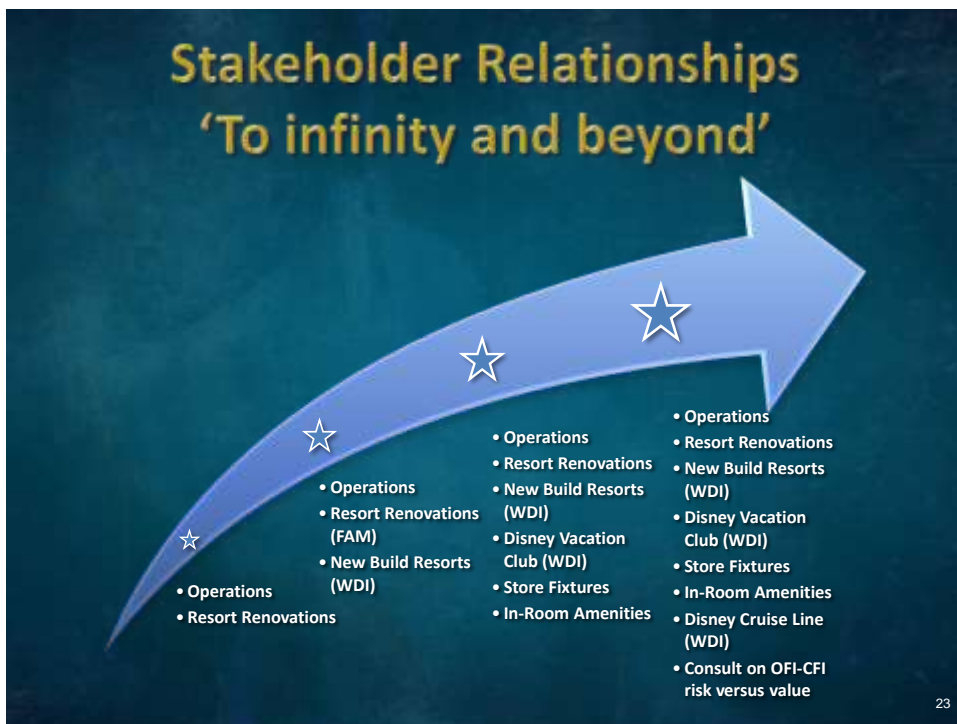 Stakeholder Relationships
‘To infinity and beyond’
• Operations
• Resort Renovations
• Operations
• Resort Renovations
(FAM)
• New Build Resorts
(WDI)
• Operations
• Resort Renovations
• New Build Resorts
(WDI)
• Disney Vacation
Club (WDI)
• Store Fixtures
• In-Room Amenities
• Operations
• Resort Renovations
• New Build Resorts
(WDI)
• Disney Vacation
Club (WDI)
• Store Fixtures
• In-Room Amenities
• Disney Cruise Line
(WDI)
• Consult on OFI-CFI
risk versus value
23